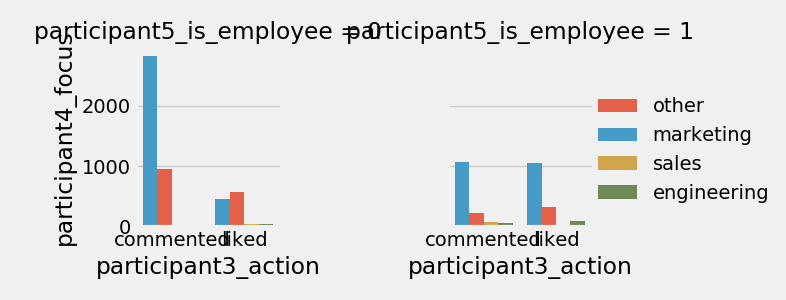 participant5_is_employee = 0
participant5_is_employee = 1
participant4_focus
2000
1000
0
commented
liked
commented
liked
participant3_action
participant3_action
other
marketing
sales
engineering